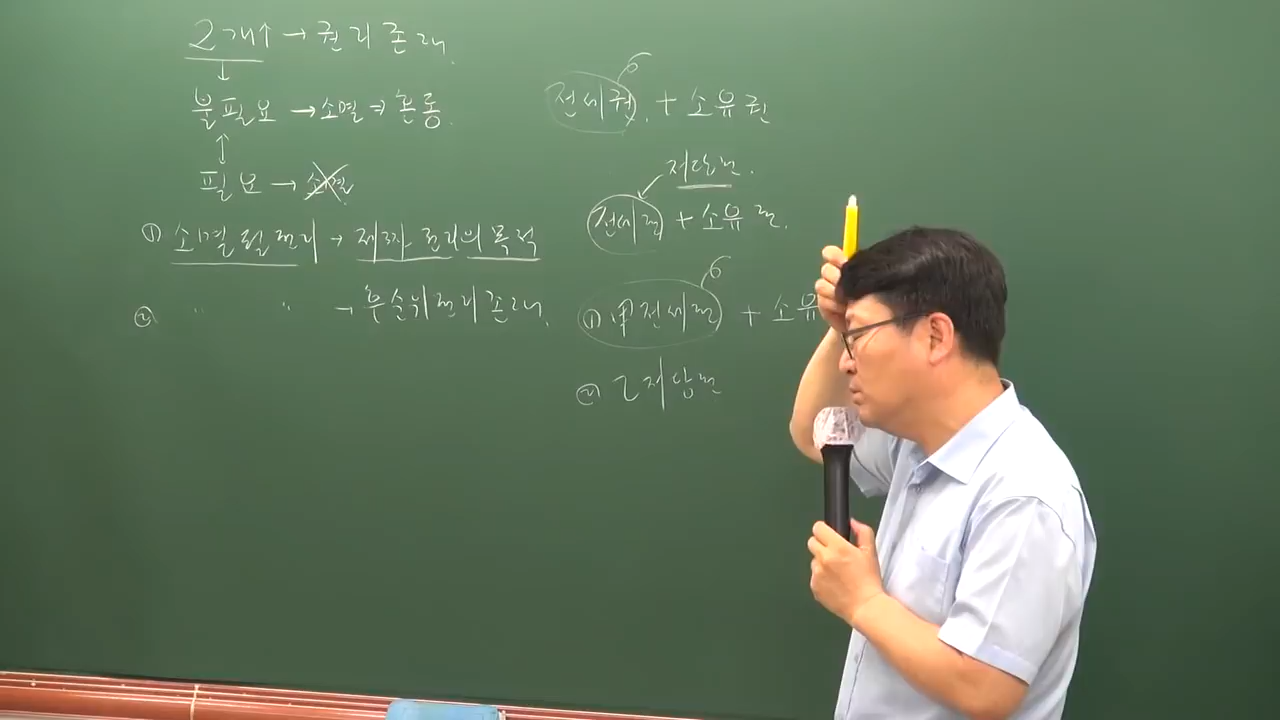 2개↑ → 권리 존재.
↓
불필요 → 소멸 ⇒ 혼동.
↕
필요 → 소멸
① 소멸될권리 → 제3자 권리의 목적
② 〃 〃 → 후순위권리존재.
전세권. + 소유권
저당권.
전세권 + 소유권.
① 甲전세권 + 소유
② 乙저당권